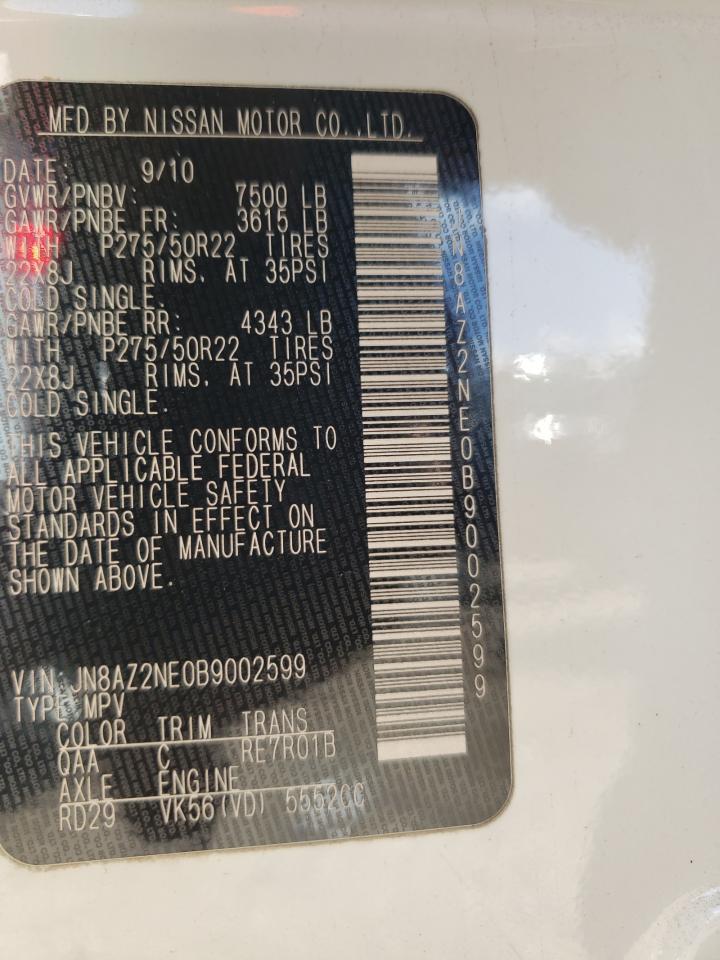 MFD BY NISSAN MOTOR CO.,LTD.
DATE: 9/10
GVWR/PNBV: 7500 LB
GAWR/PNBE FR: 3615 LB
WITH P275/50R22 TIRES
22X8J RIMS. AT 35PSI
COLD SINGLE.
GAWR/PNBE RR: 4343 LB
WITH P275/50R22 TIRES
22X8J RIMS. AT 35PSI
COLD SINGLE.
THIS VEHICLE CONFORMS TO
ALL APPLICABLE FEDERAL
MOTOR VEHICLE SAFETY
STANDARDS IN EFFECT ON
THE DATE OF MANUFACTURE
SHOWN ABOVE.
VIN:JN8AZ2NE0B9002599
TYPE:MPV
COLOR TRIM TRANS
QAA C RE7R01B
AXLE ENGINE
RD29 VK56(VD) 5552CC
JN8AZ2NE0B9002599